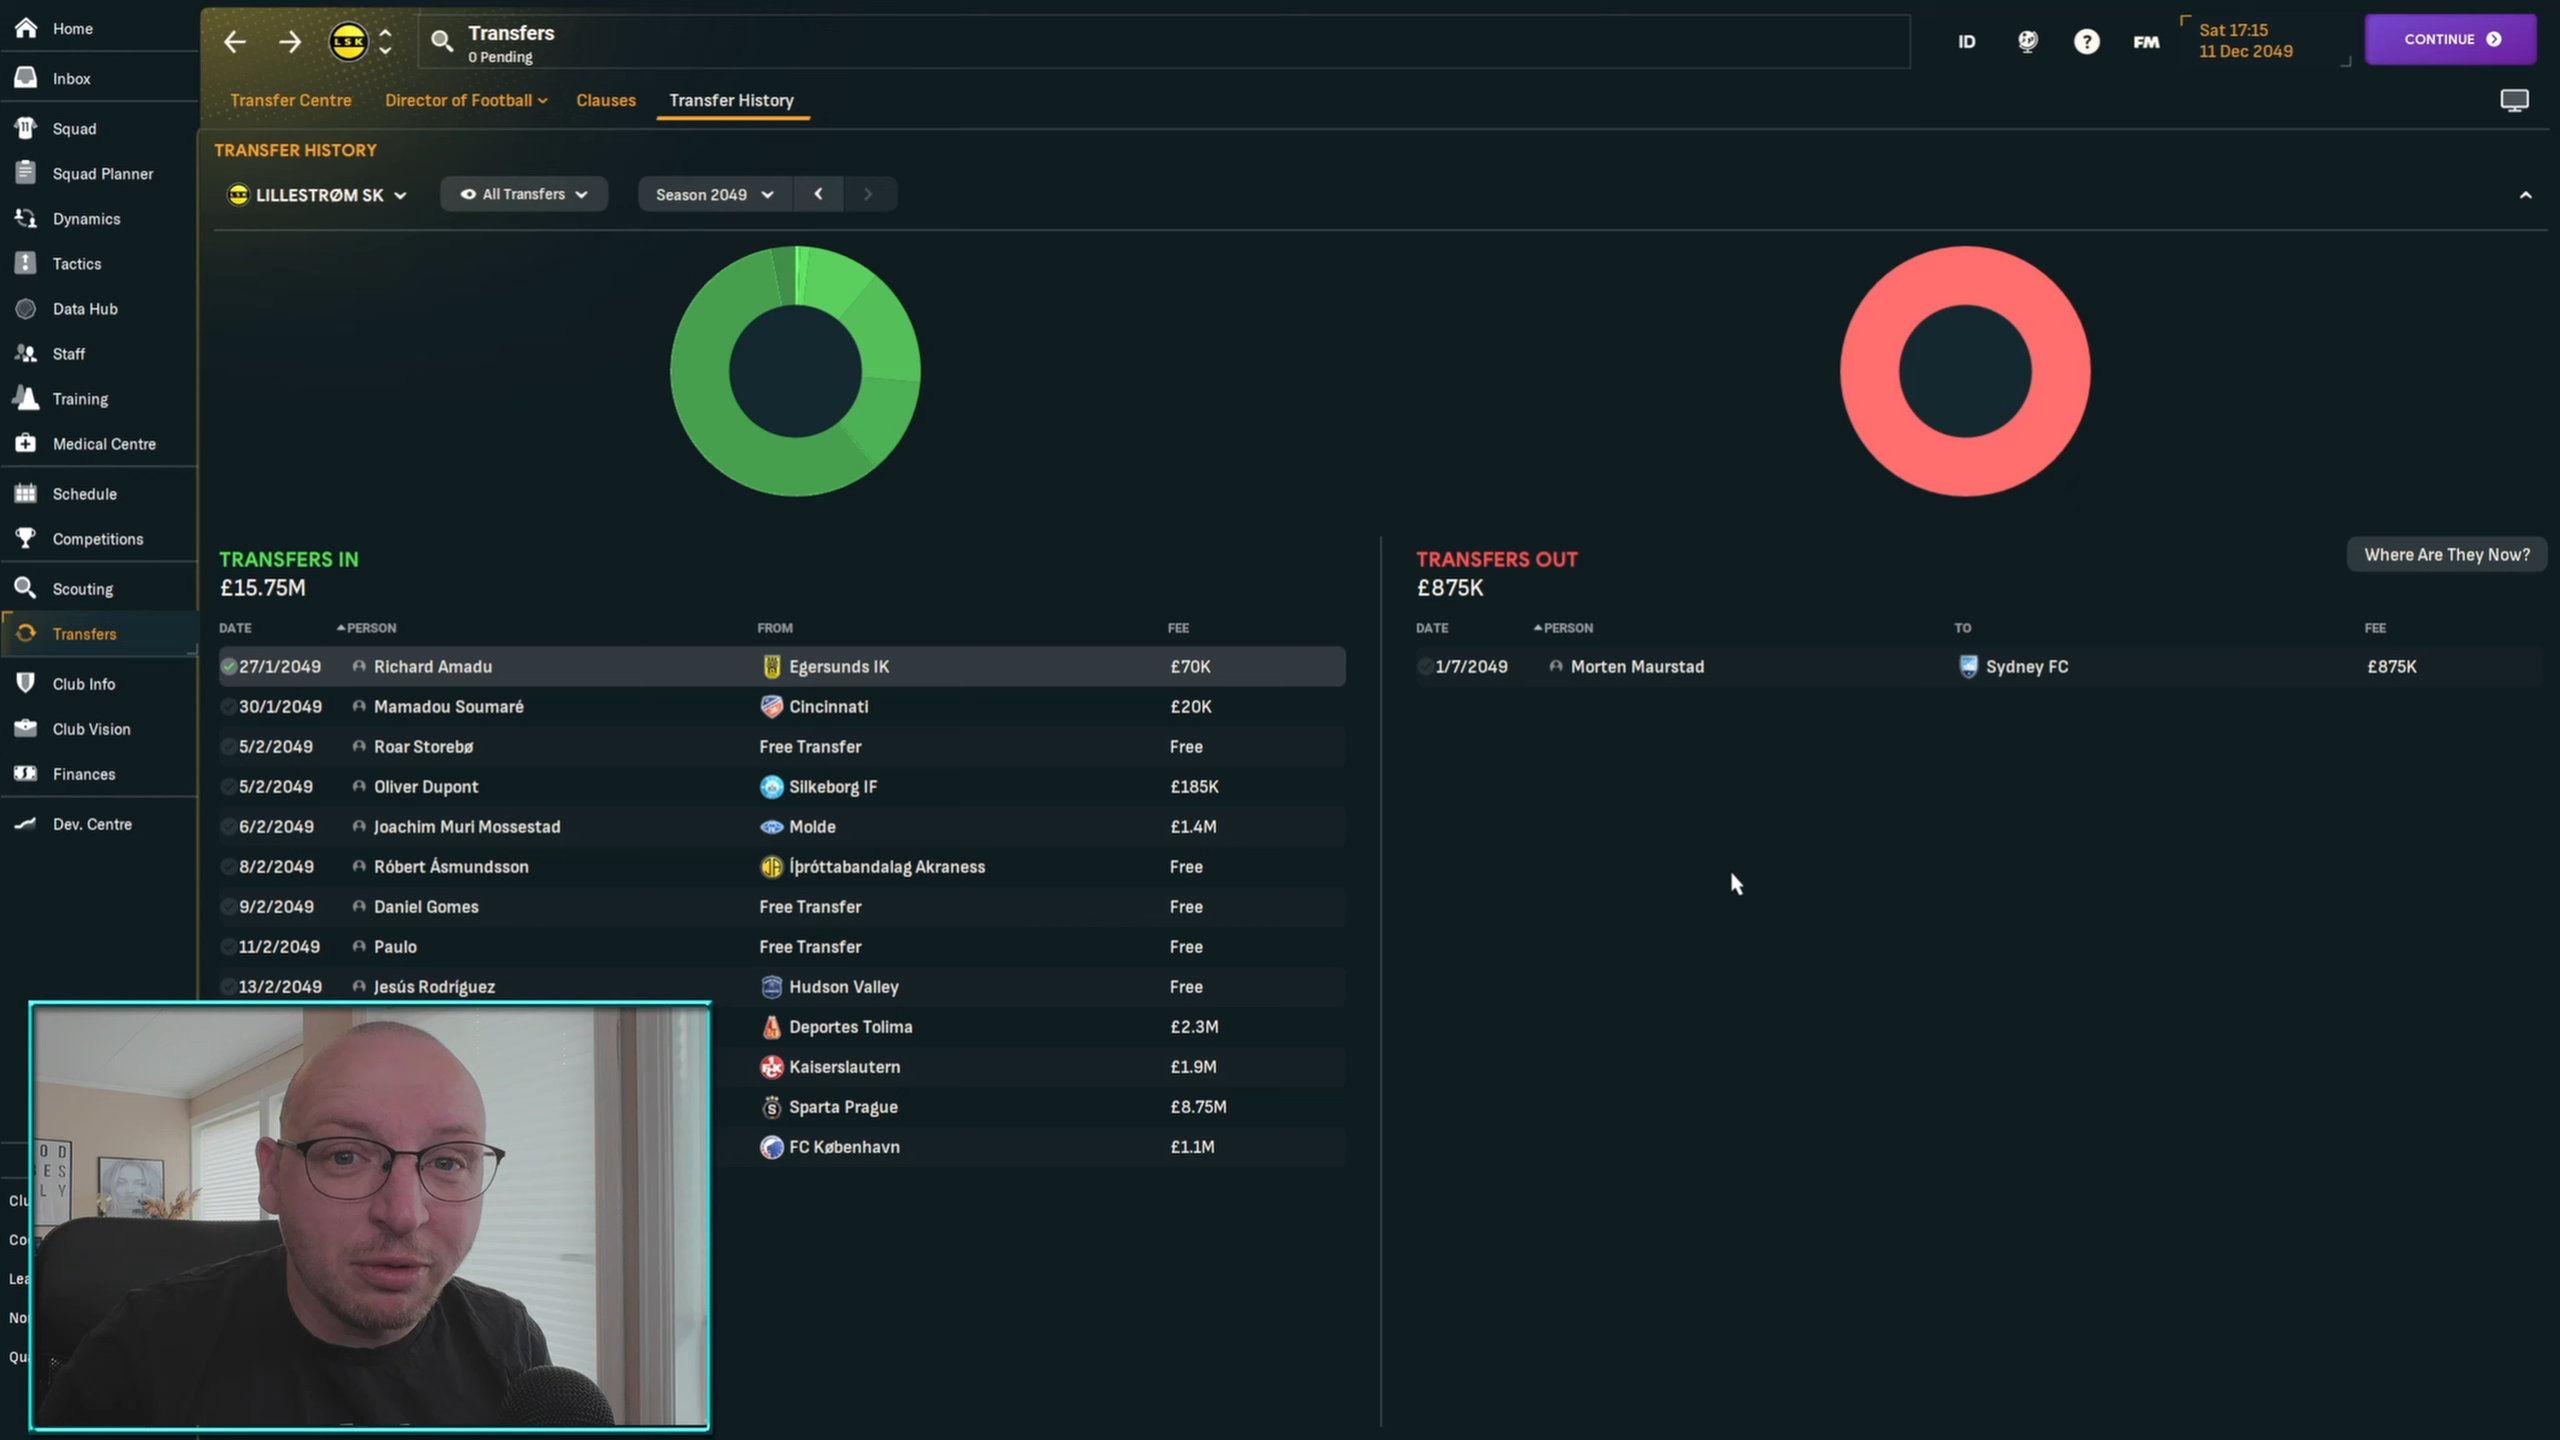 Home
Inbox
Squad
Squad Planner
Dynamics
Tactics
Data Hub
Staff
Training
Medical Centre
Schedule
Competitions
Scouting
Transfers
Club Info
Club Vision
Finances
Dev. Centre
LSK
Transfers
0 Pending
ID
?
FM
Sat 17:15
11 Dec 2049
CONTINUE
Transfer Centre
Director of Football
Clauses
Transfer History
TRANSFER HISTORY
LILLESTRØM SK
All Transfers
Season 2049
TRANSFERS IN
£15.75M
DATE PERSON FROM FEE
27/1/2049 Richard Amadu Egersunds IK £70K
30/1/2049 Mamadou Soumaré Cincinnati £20K
5/2/2049 Roar Storebø Free Transfer Free
5/2/2049 Oliver Dupont Silkeborg IF £185K
6/2/2049 Joachim Muri Mossestad Molde £1.4M
8/2/2049 Róbert Ásmundsson Íþróttabandalag Akraness Free
9/2/2049 Daniel Gomes Free Transfer Free
11/2/2049 Paulo Free Transfer Free
13/2/2049 Jesús Rodríguez Hudson Valley Free
Deportes Tolima £2.3M
Kaiserslautern £1.9M
Sparta Prague £8.75M
FC København £1.1M
TRANSFERS OUT
£875K
Where Are They Now?
DATE PERSON TO FEE
1/7/2049 Morten Maurstad Sydney FC £875K
Clu
Co
Lea
No
Qu
O D
E S
L Y